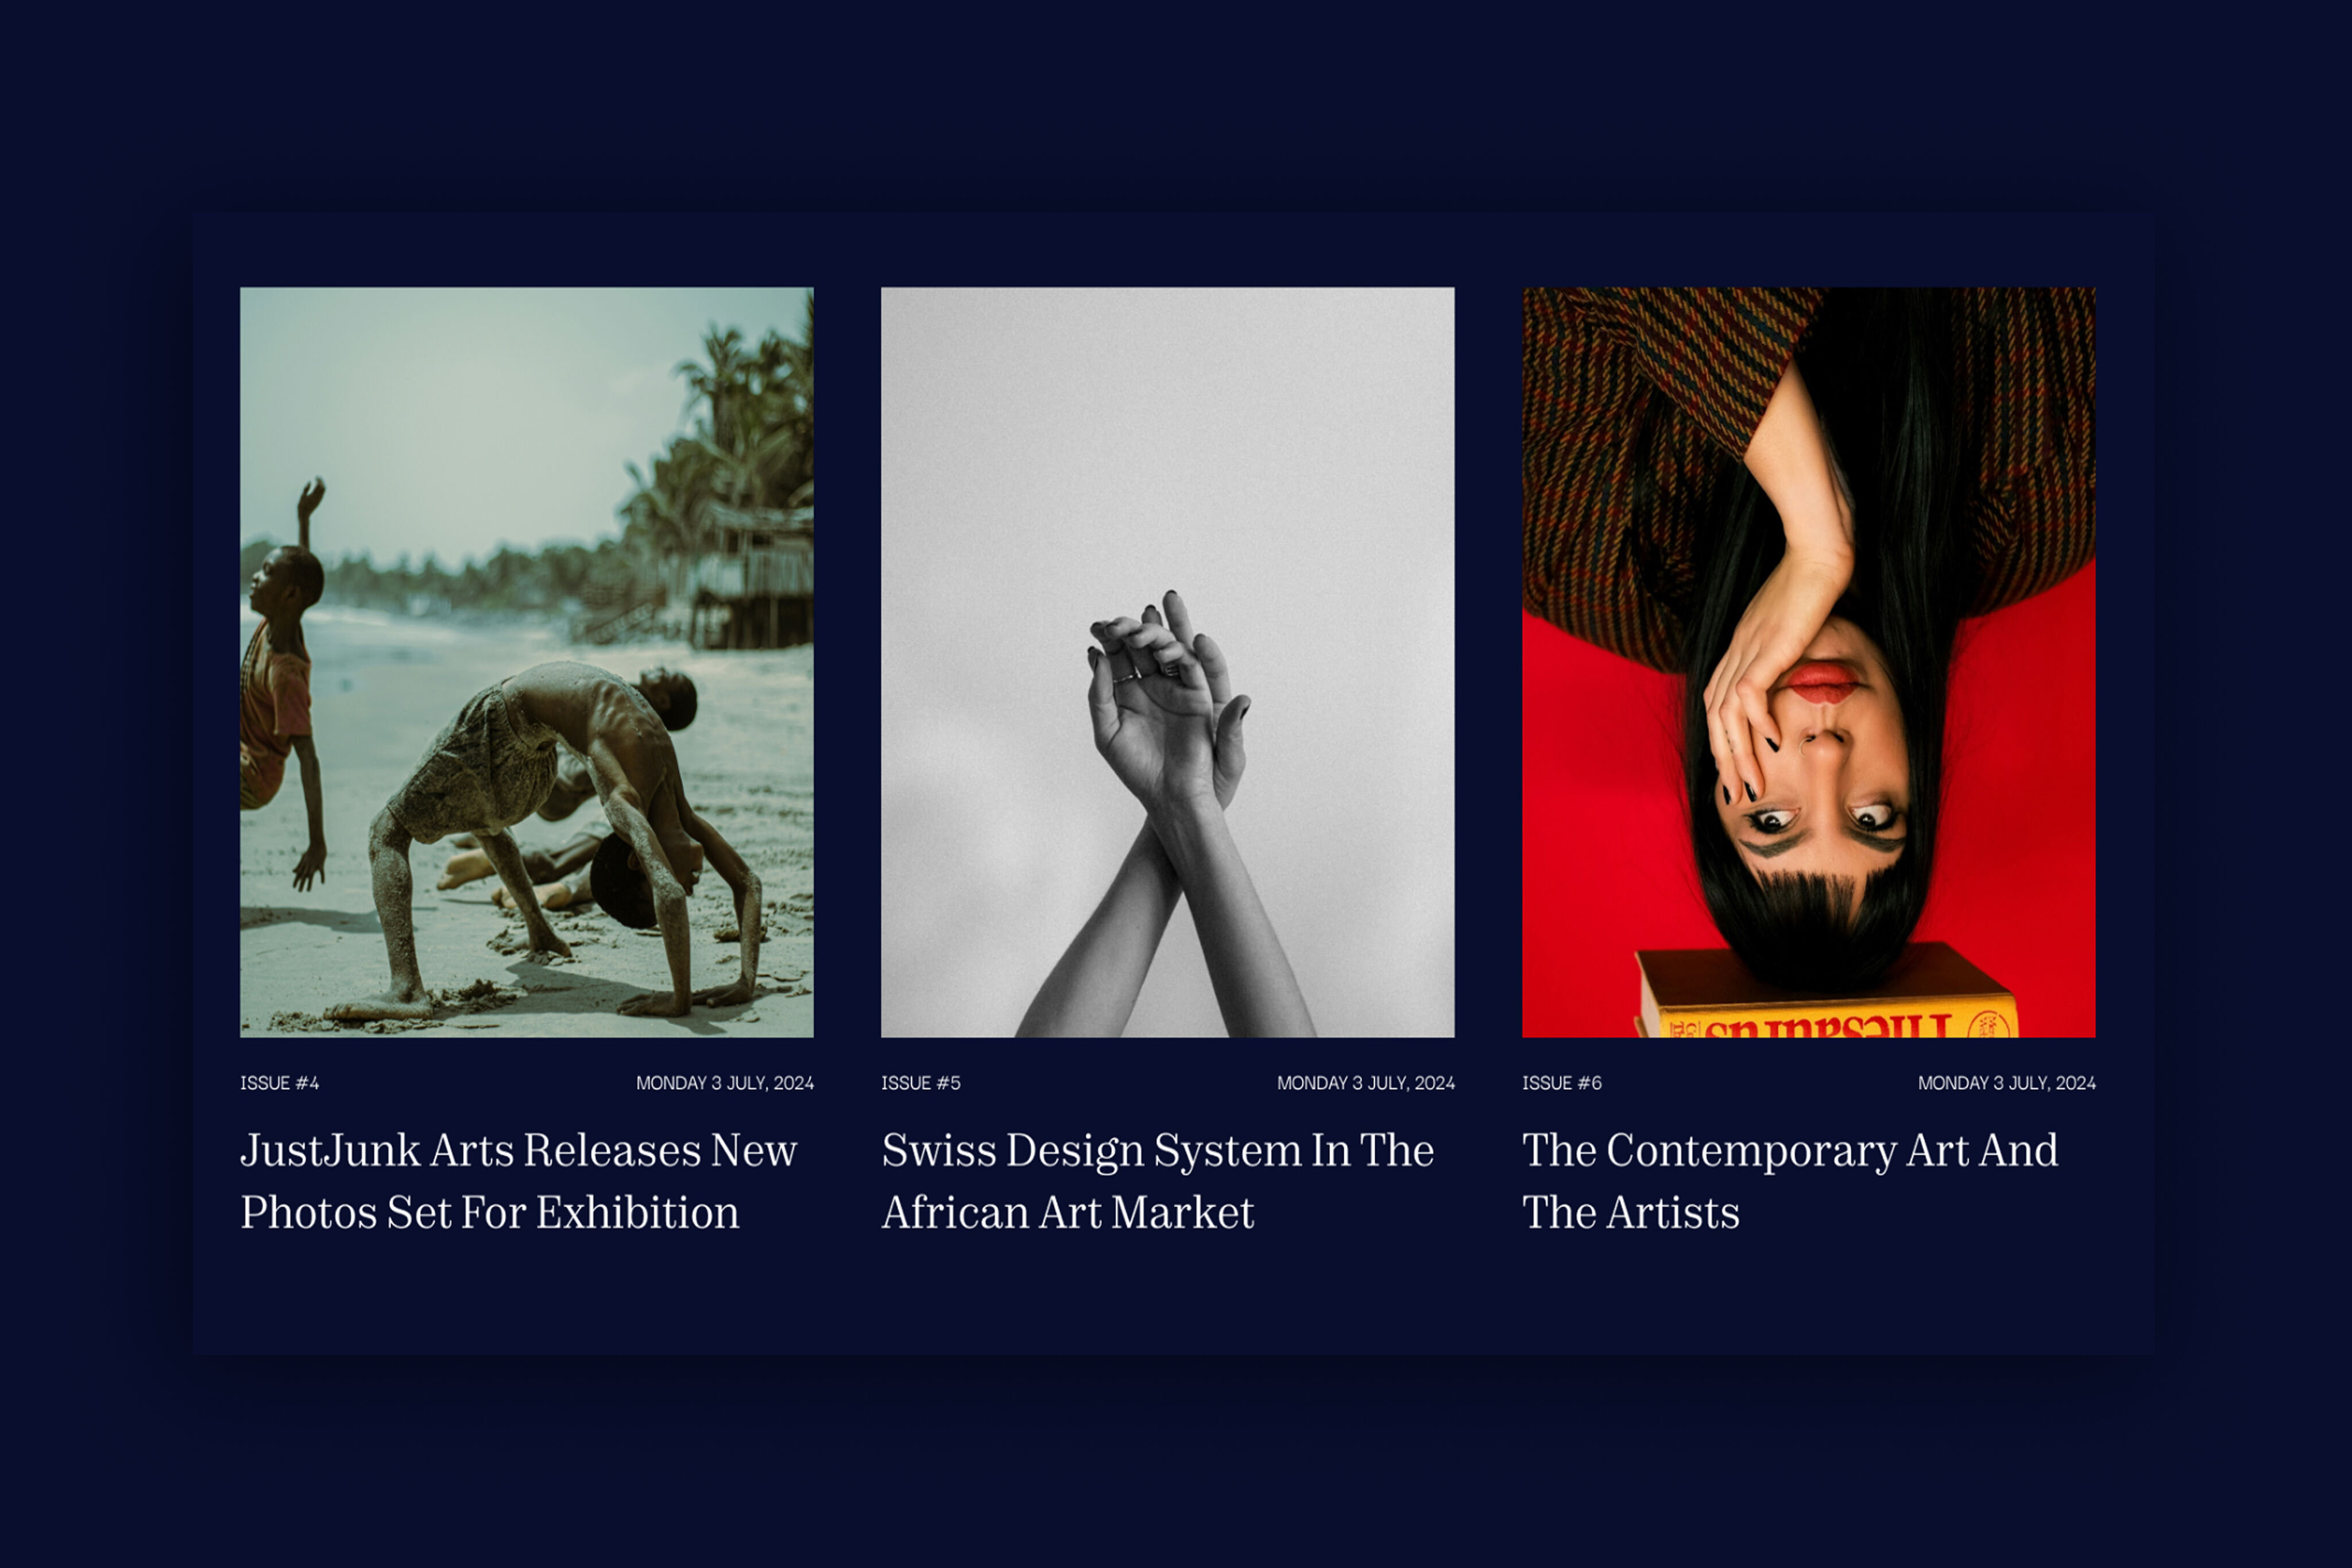 Thesaurus
ISSUE #4
MONDAY 3 JULY, 2024
JustJunk Arts Releases New
Photos Set For Exhibition
ISSUE #5
MONDAY 3 JULY, 2024
Swiss Design System In The
African Art Market
ISSUE #6
MONDAY 3 JULY, 2024
The Contemporary Art And
The Artists